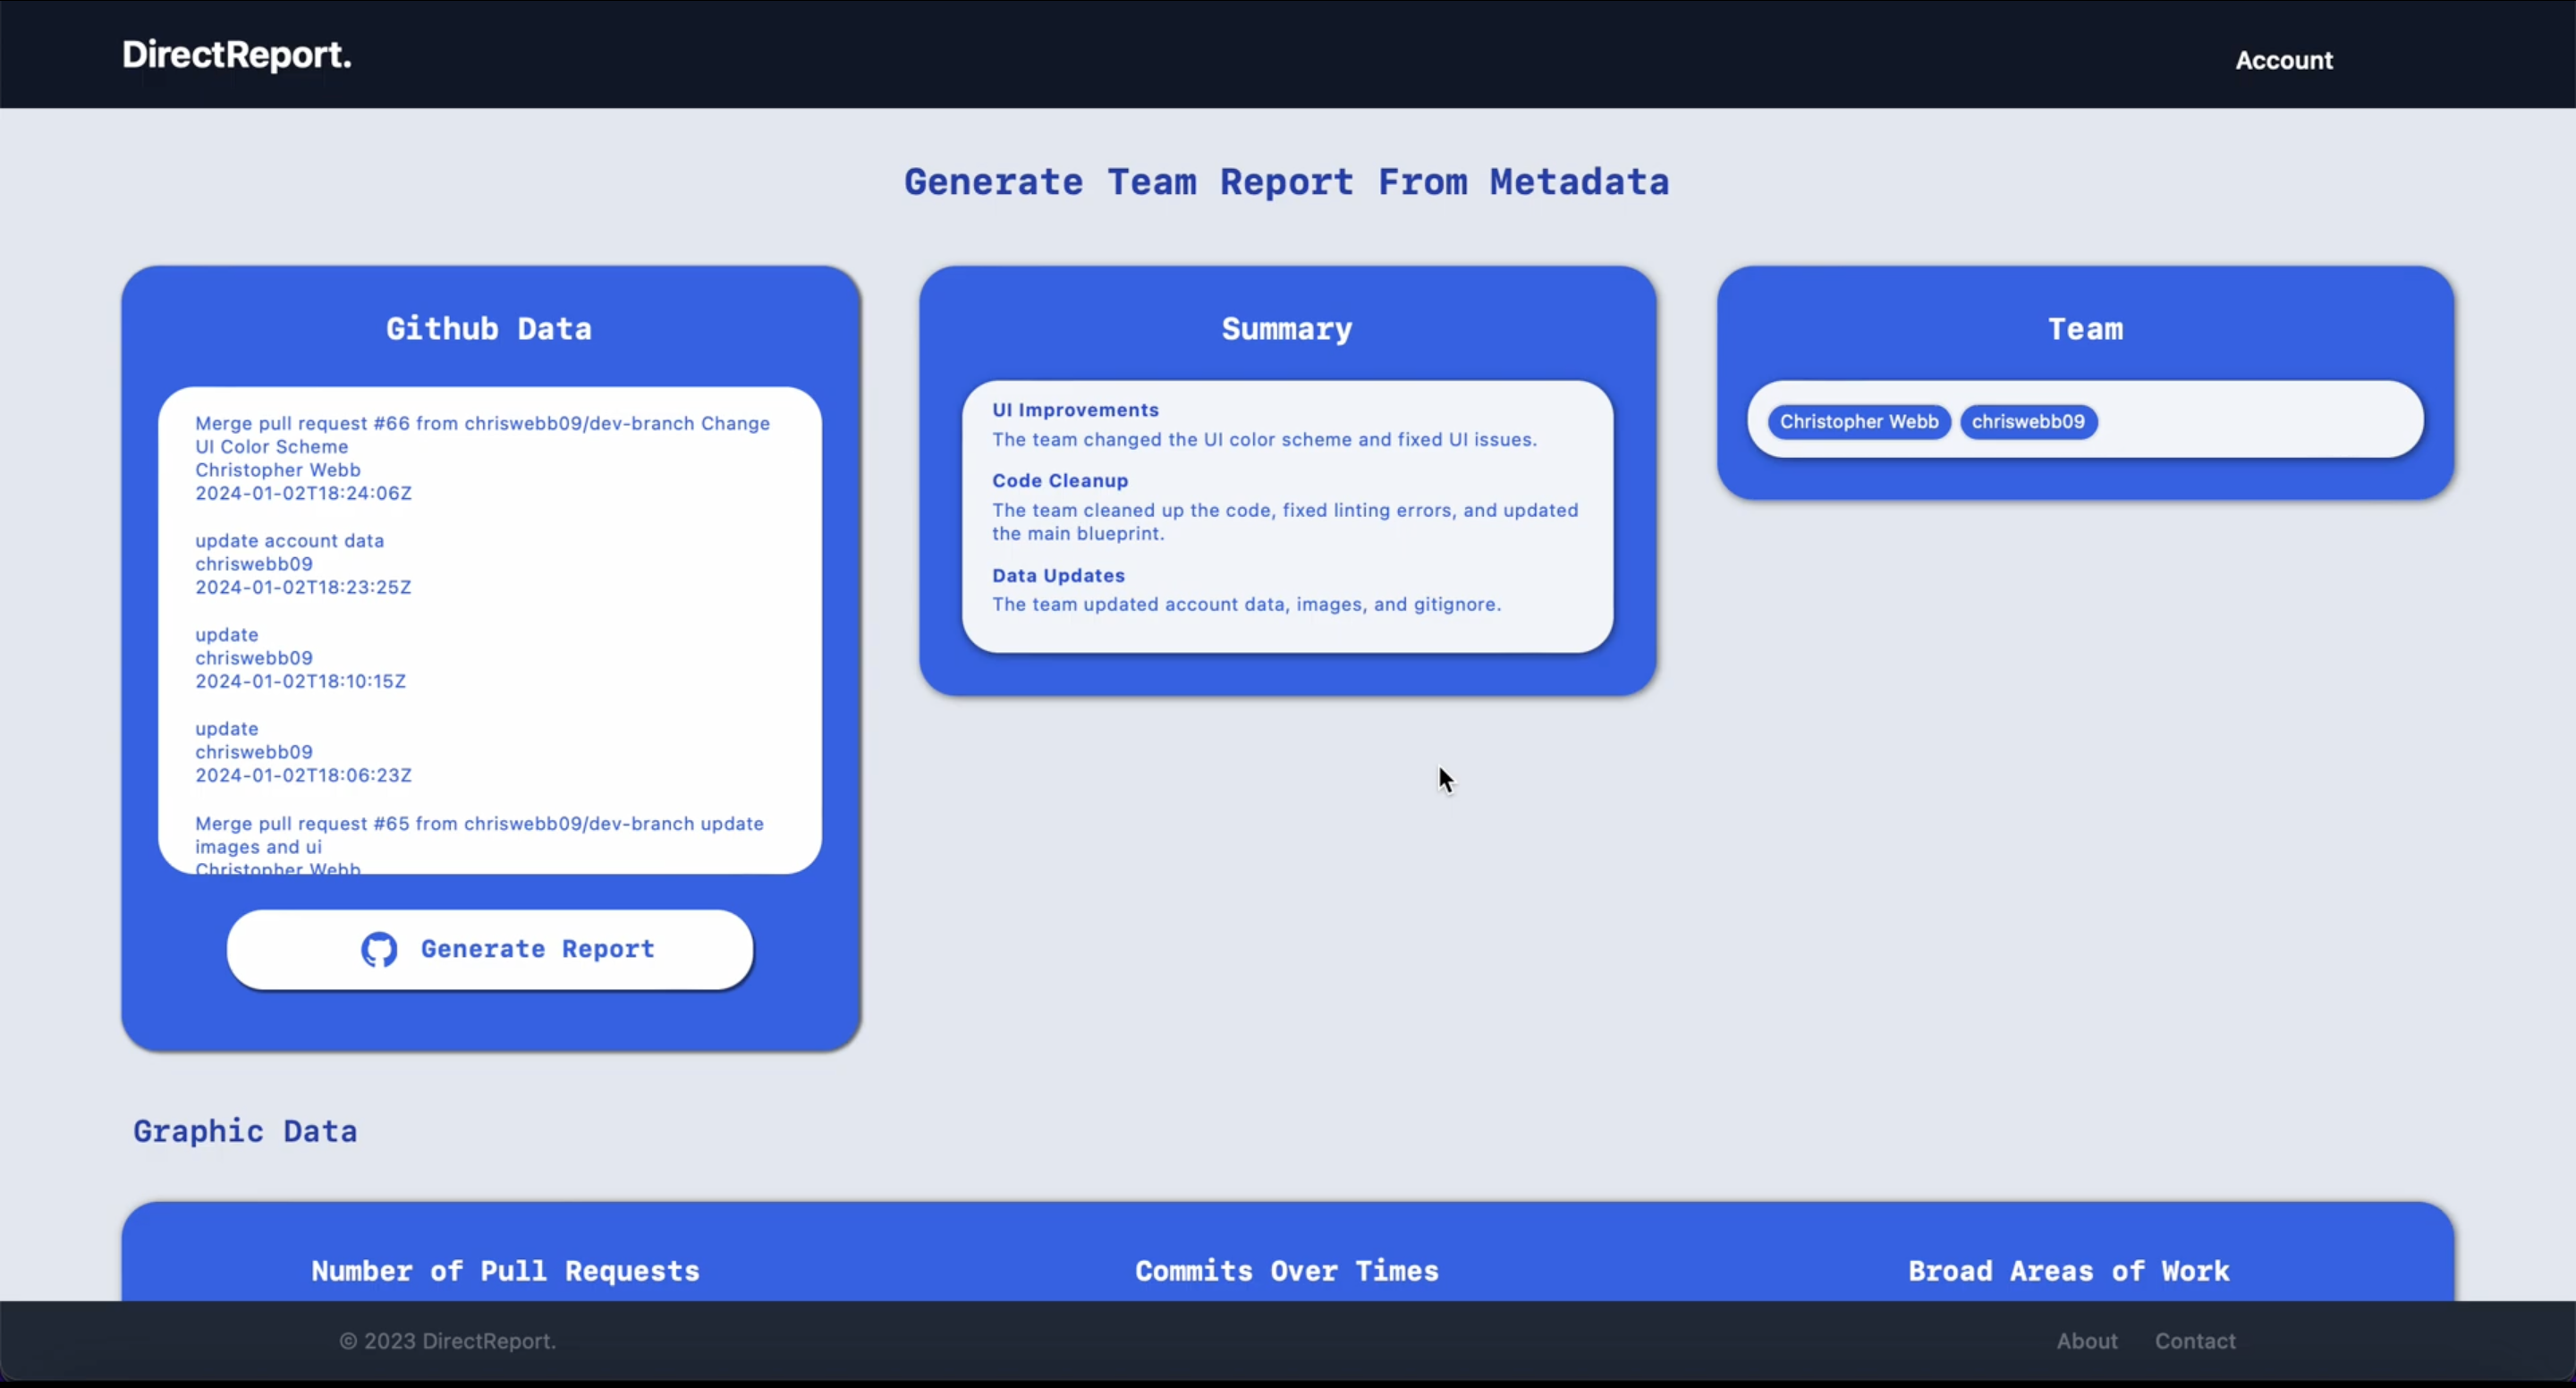 DirectReport.
Account
Generate Team Report From Metadata
Github Data
Merge pull request #66 from chriswebb09/dev-branch Change
UI Color Scheme
Christopher Webb
2024-01-02T18:24:06Z
update account data
chriswebb09
2024-01-02T18:23:25Z
update
chriswebb09
2024-01-02T18:10:15Z
update
chriswebb09
2024-01-02T18:06:23Z
Merge pull request #65 from chriswebb09/dev-branch update
images and ui
Christopher Webb
Generate Report
Summary
UI Improvements
The team changed the UI color scheme and fixed UI issues.
Code Cleanup
The team cleaned up the code, fixed linting errors, and updated
the main blueprint.
Data Updates
The team updated account data, images, and gitignore.
Team
Christopher Webb
chriswebb09
Graphic Data
Number of Pull Requests
Commits Over Times
Broad Areas of Work
© 2023 DirectReport.
About
Contact